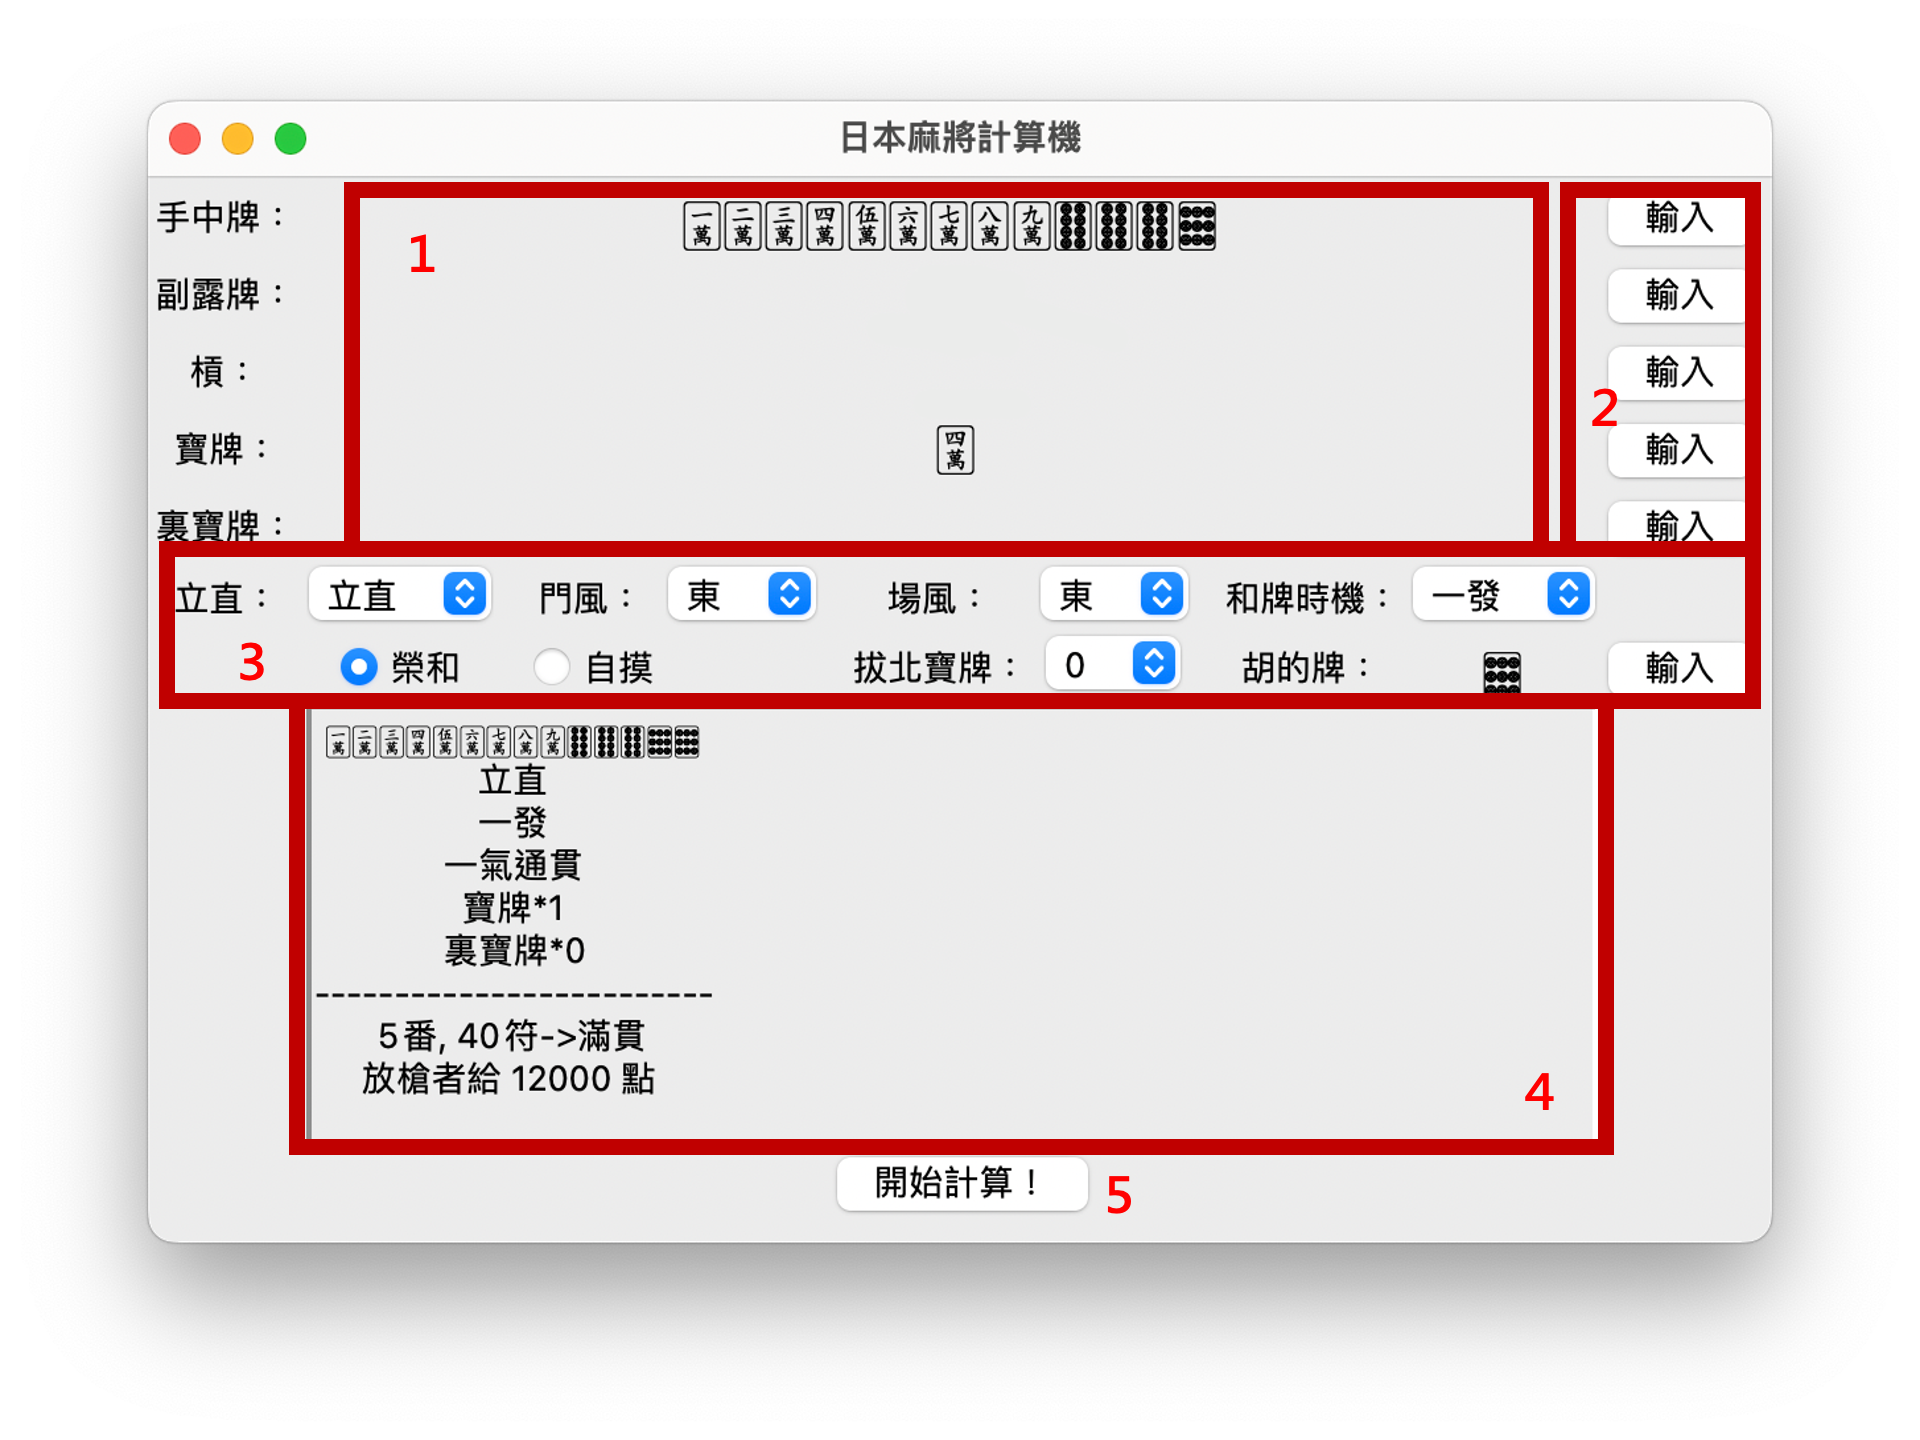 日本麻將計算機
手中牌：
一萬 二萬 三萬 四萬 伍萬 六萬 七萬 八萬 九萬
輸入
1
副露牌：
輸入
槓：
輸入
2
寶牌：
四萬
輸入
裏寶牌：
輸入
立直： 立直 門風： 東 場風： 東 和牌時機： 一發
3
榮和 自摸 拔北寶牌： 0 胡的牌： 輸入
一萬 二萬 三萬 四萬 伍萬 六萬 七萬 八萬 九萬
立直
一發
一氣通貫
寶牌*1
裏寶牌*0
-------------------------
5番, 40符->滿貫
放槍者給 12000 點
4
開始計算！
5